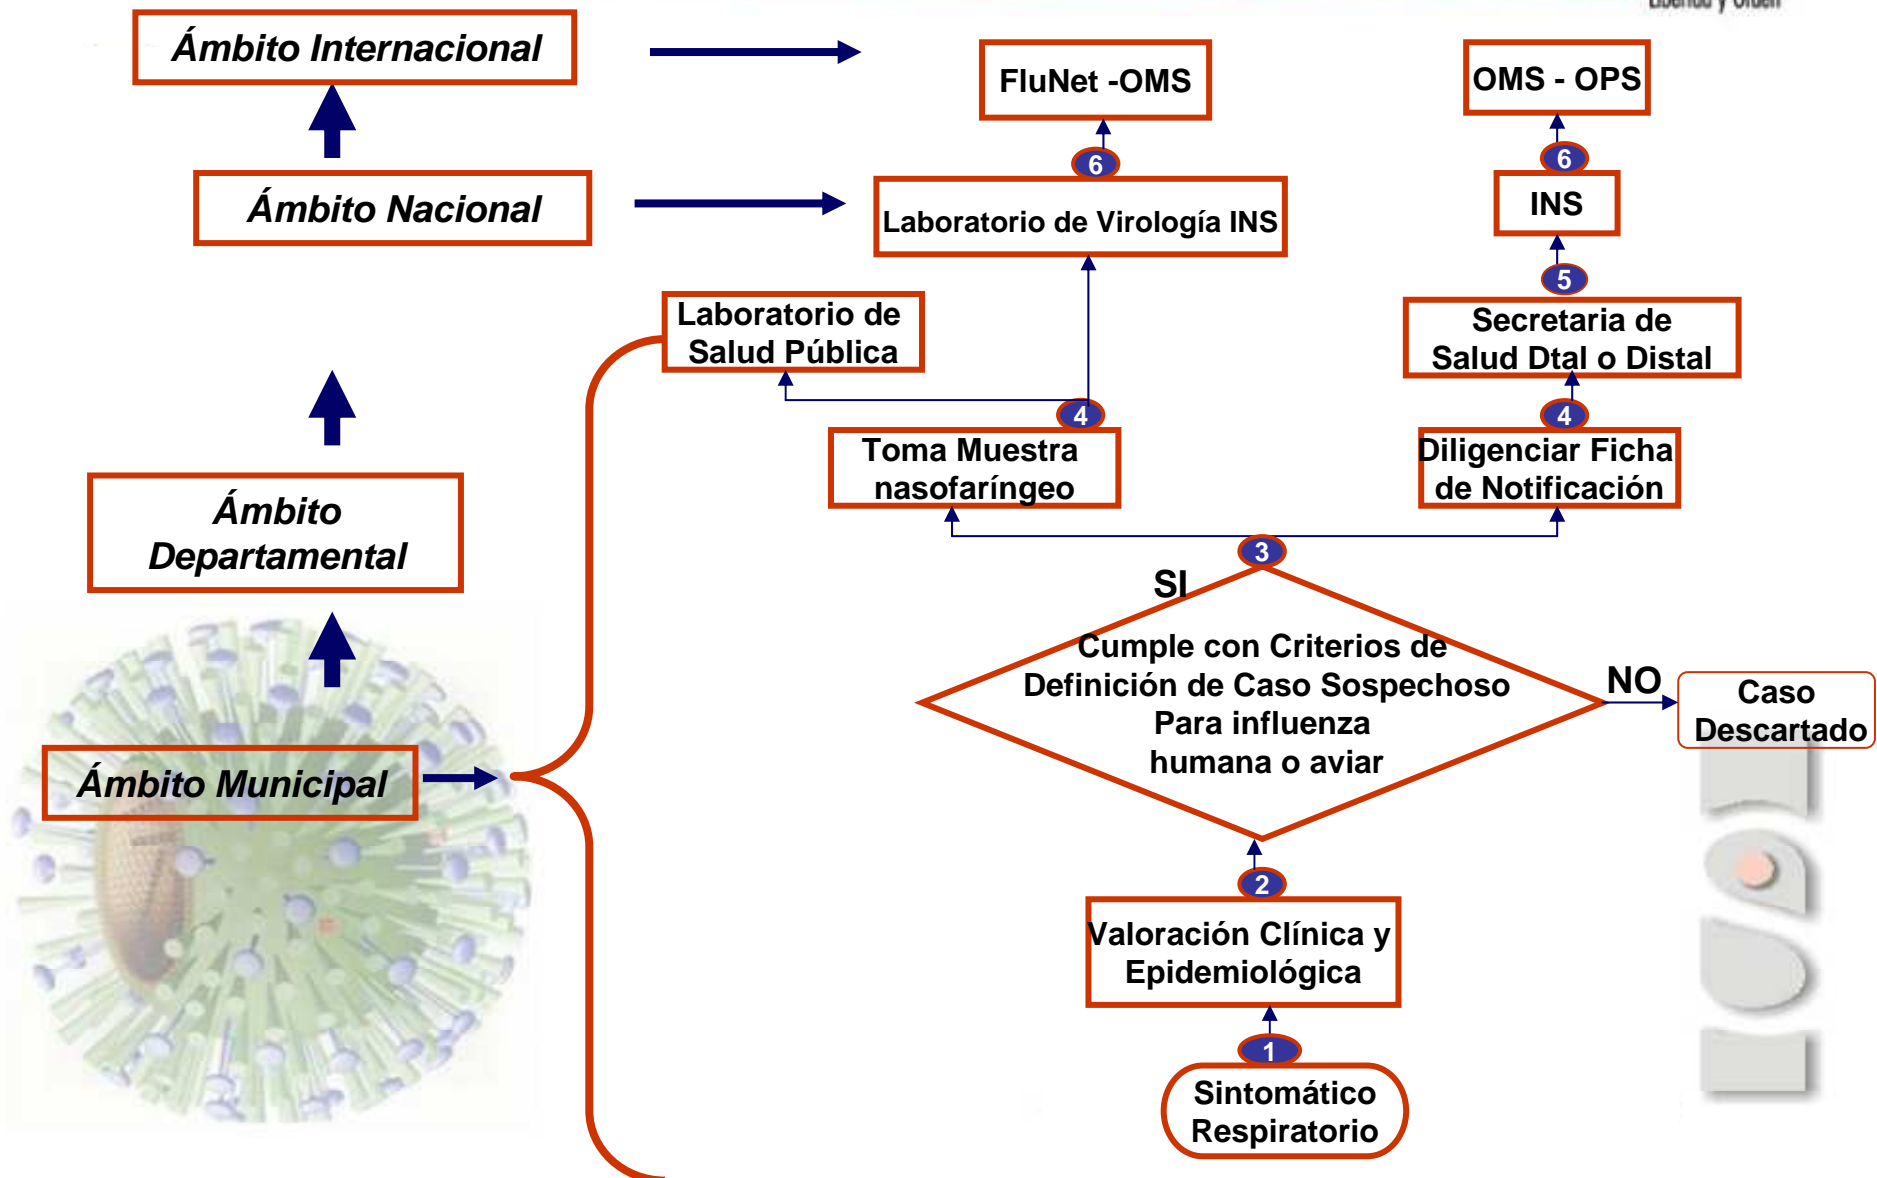 Libertad y Orden
Ámbito Internacional
FluNet -OMS
OMS - OPS
6
6
Ámbito Nacional
Laboratorio de Virología INS
INS
5
Laboratorio de
Salud Pública
Secretaria de
Salud Dtal o Distal
4
4
Toma Muestra
nasofaríngeo
Diligenciar Ficha
de Notificación
Ámbito
Departamental
3
SI
Cumple con Criterios de
Definición de Caso Sospechoso
Para influenza
humana o aviar
NO
Caso
Descartado
Ámbito Municipal
2
Valoración Clínica y
Epidemiológica
1
Sintomático
Respiratorio